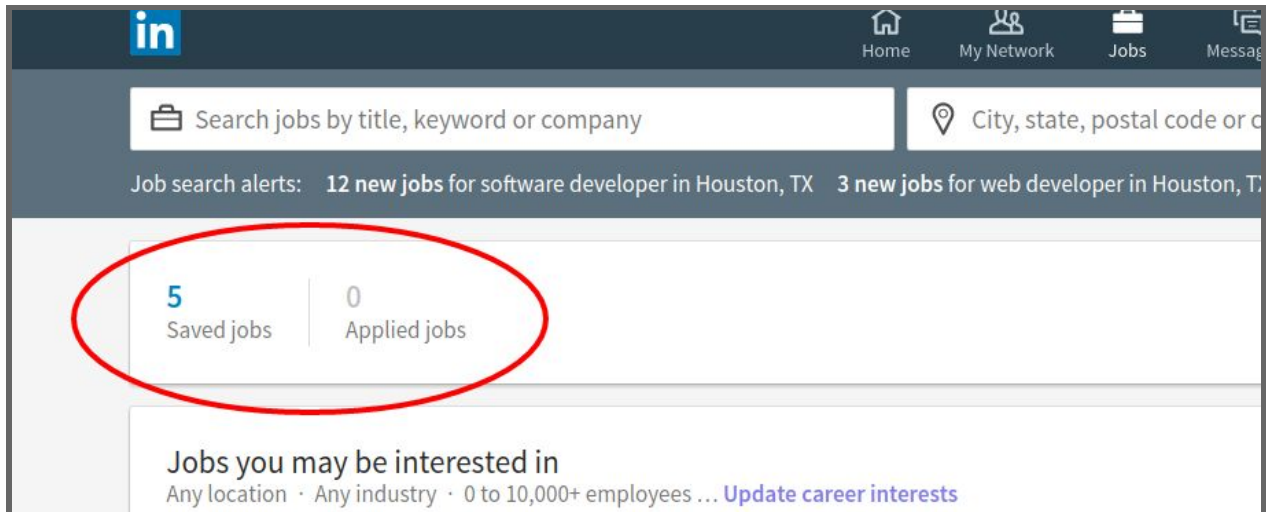 in
Home My Network Jobs
Search jobs by title, keyword or company City, state, postal code or
Job search alerts: 12 new jobs for software developer in Houston, TX 3 new jobs for web developer in Houston,
5 0
Saved jobs Applied jobs
Jobs you may be interested in
Any location · Any industry · 0 to 10,000+ employees ... Update career interests